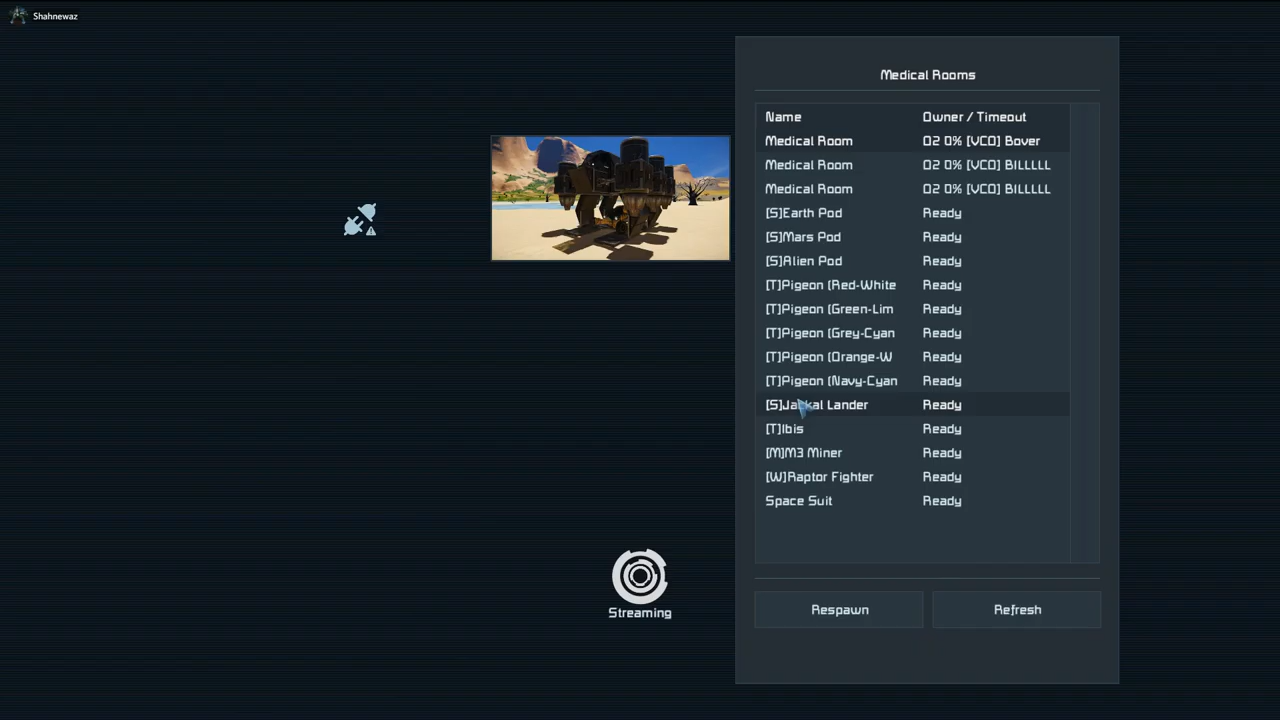 Shahnewaz
Medical Rooms
Name Owner / Timeout
Medical Room O2 0% [VCO] Bover
Medical Room O2 0% [VCO] BILLLLL
Medical Room O2 0% [VCO] BILLLLL
[S]Earth Pod Ready
[S]Mars Pod Ready
[S]Alien Pod Ready
[T]Pigeon (Red-White Ready
[T]Pigeon (Green-Lim Ready
[T]Pigeon (Grey-Cyan Ready
[T]Pigeon (Orange-W Ready
[T]Pigeon (Navy-Cyan Ready
[S]Jackal Lander Ready
[T]Ibis Ready
[M]M3 Miner Ready
[W]Raptor Fighter Ready
Space Suit Ready
Streaming
Respawn Refresh